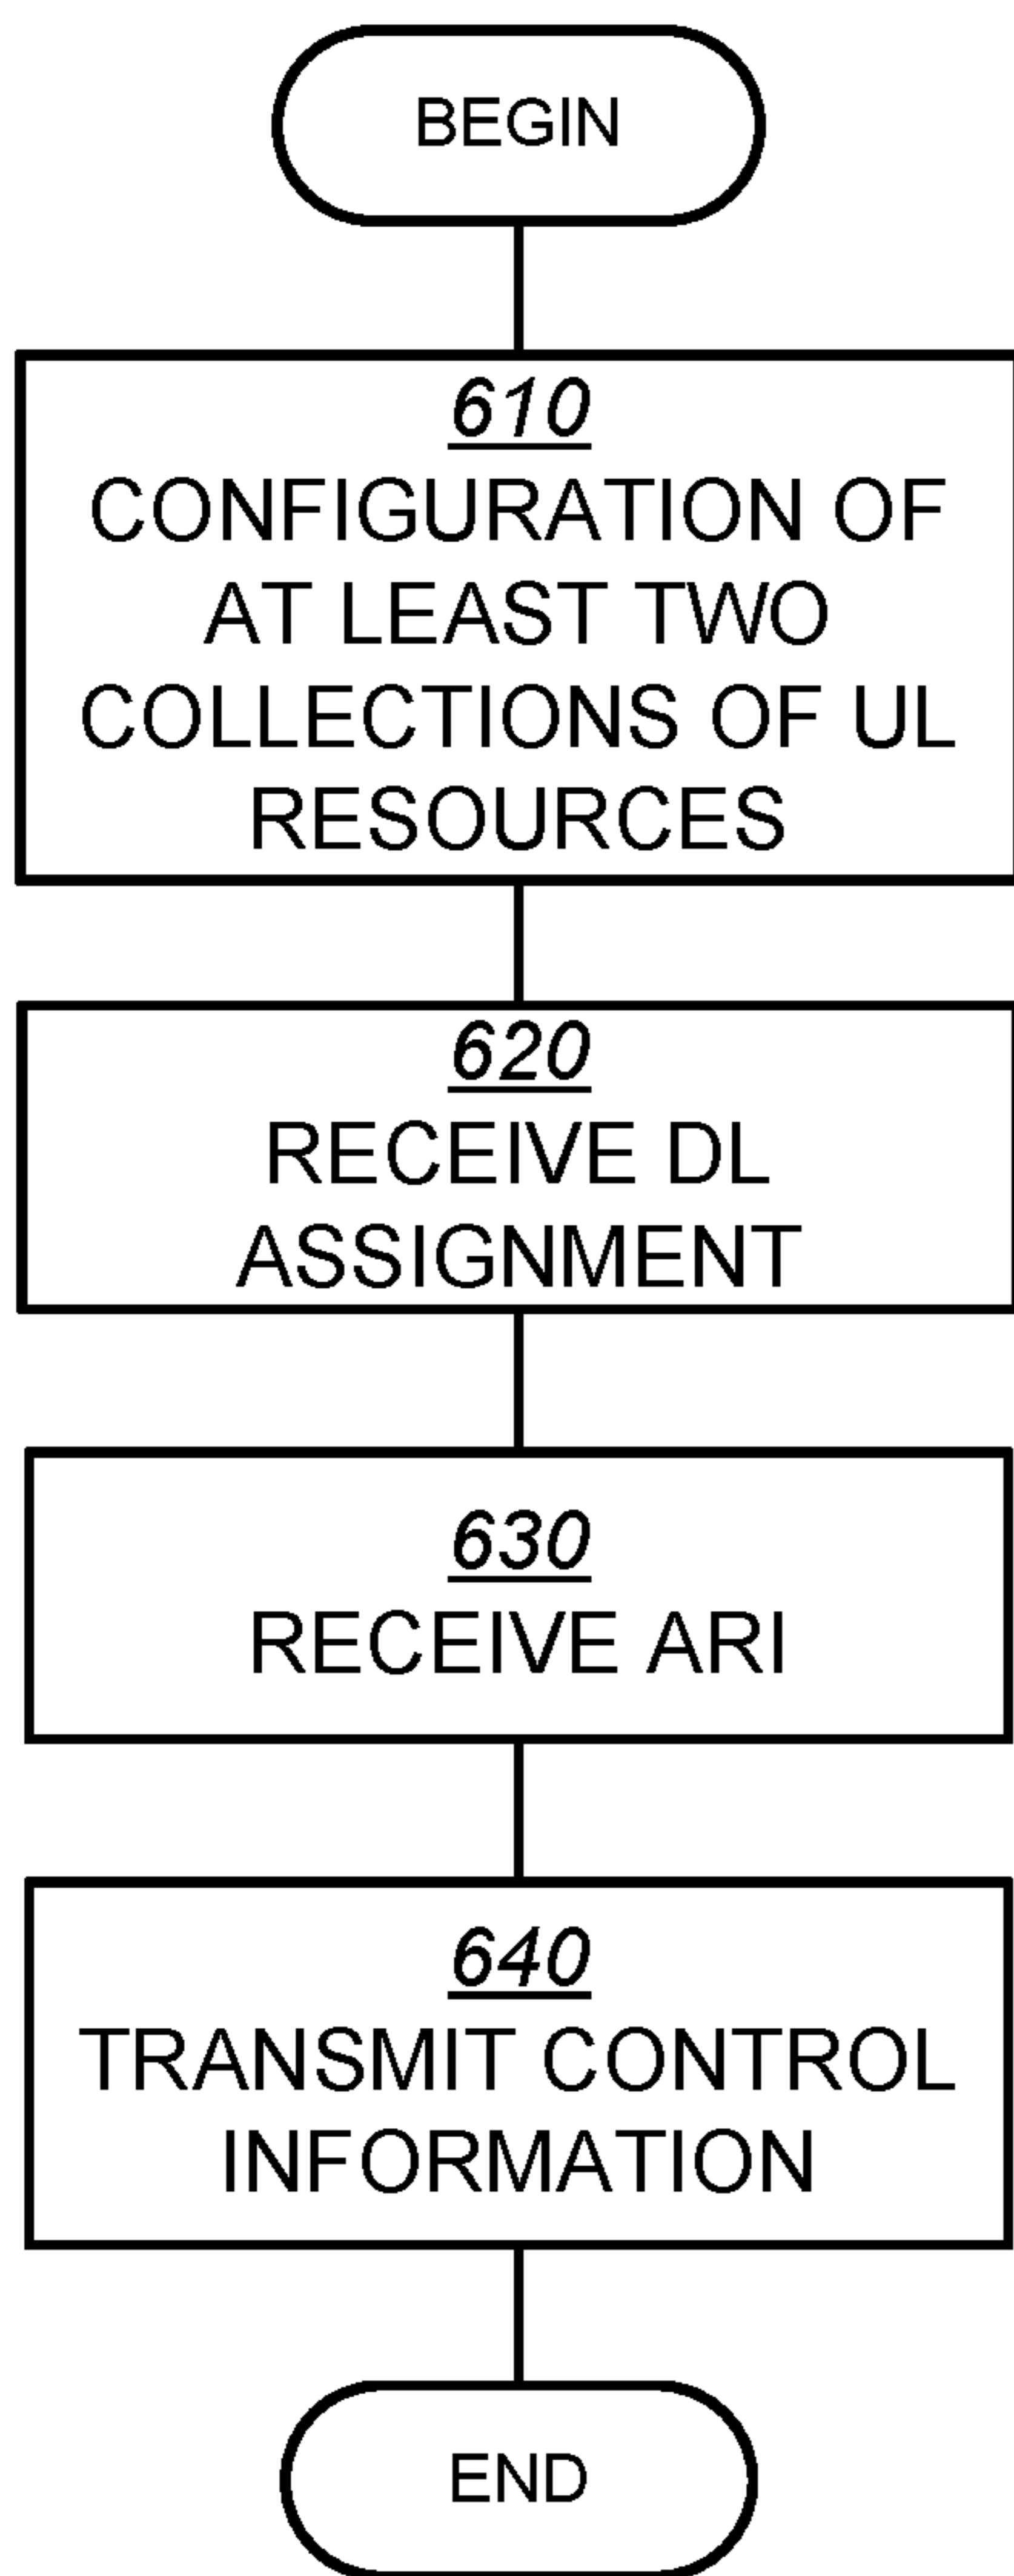 BEGIN
610
CONFIGURATION OF
AT LEAST TWO
COLLECTIONS OF UL
RESOURCES
620
RECEIVE DL
ASSIGNMENT
630
RECEIVE ARI
640
TRANSMIT CONTROL
INFORMATION
END